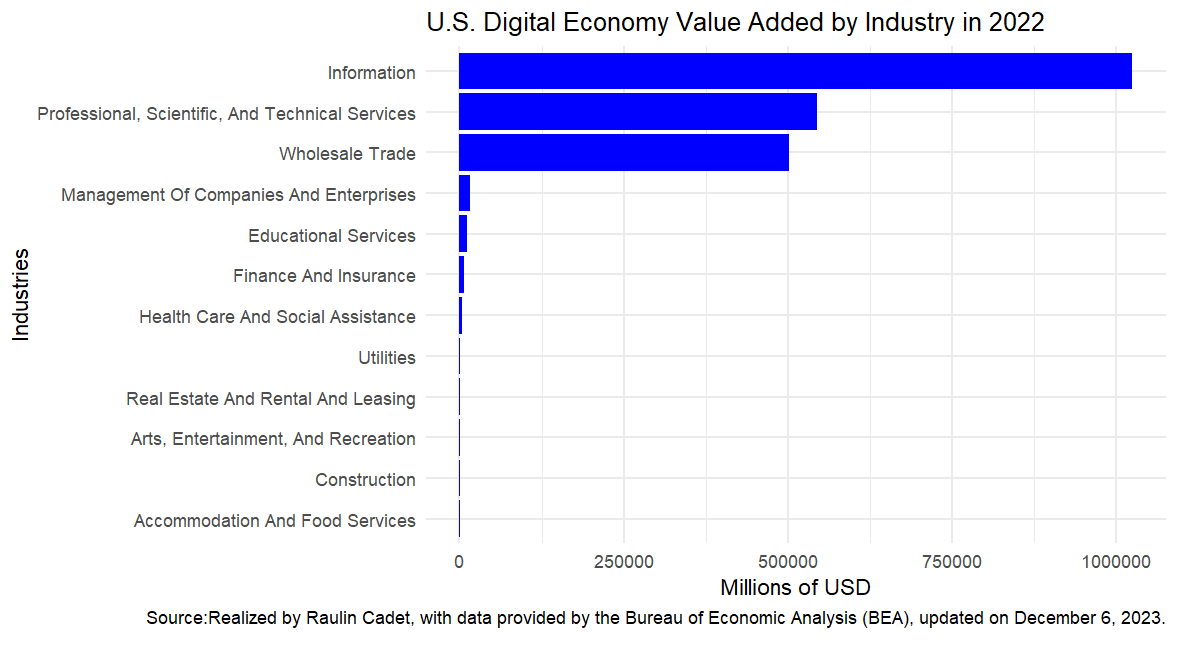 U.S. Digital Economy Value Added by Industry in 2022
Information
Professional, Scientific, And Technical Services
Wholesale Trade
Management Of Companies And Enterprises
Educational Services
Finance And Insurance
Health Care And Social Assistance
Utilities
Real Estate And Rental And Leasing
Arts, Entertainment, And Recreation
Construction
Accommodation And Food Services
Industries
0 250000 500000 750000 1000000
Millions of USD
Source:Realized by Raulin Cadet, with data provided by the Bureau of Economic Analysis (BEA), updated on December 6, 2023.